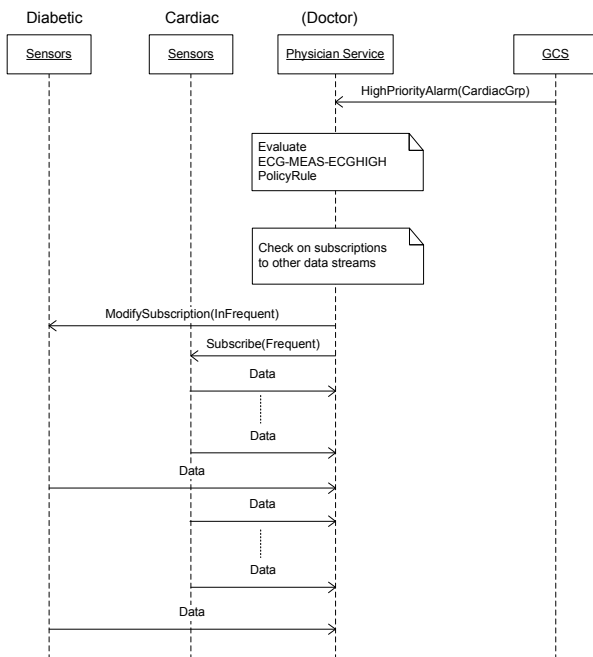 Diabetic
Cardiac
(Doctor)
Sensors
Sensors
Physician Service
GCS
HighPriorityAlarm(CardiacGrp)
Evaluate
ECG-MEAS-ECGHIGH
PolicyRule
Check on subscriptions
to other data streams
ModifySubscription(InFrequent)
Subscribe(Frequent)
Data
Data
Data
Data
Data
Data